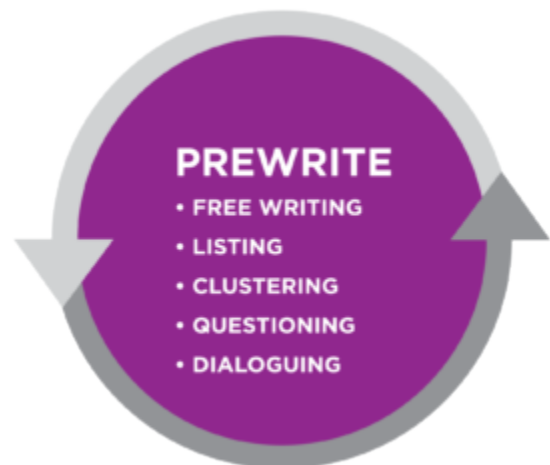 PREWRITE
• FREE WRITING
• LISTING
• CLUSTERING
• QUESTIONING
• DIALOGUING